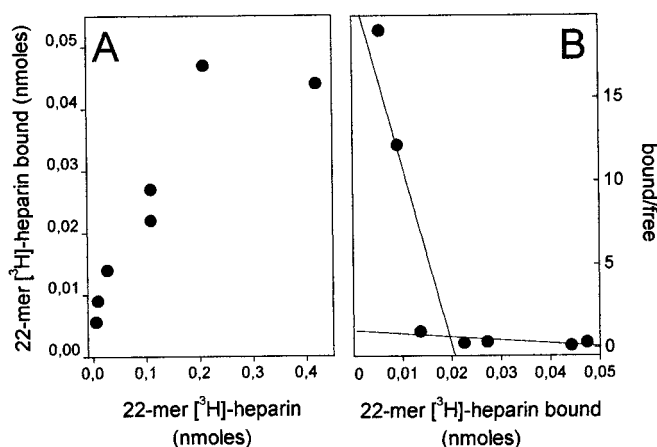 A
22-mer [³H]-heparin bound (nmoles)
0,05
0,04
0,03
0,02
0,01
0,00
0,0 0,1 0,2 0,3 0,4
22-mer [³H]-heparin
(nmoles)
B
bound/free
15
10
5
0
0,00 0,01 0,02 0,03 0,04 0,05
22-mer [³H]-heparin bound
(nmoles)